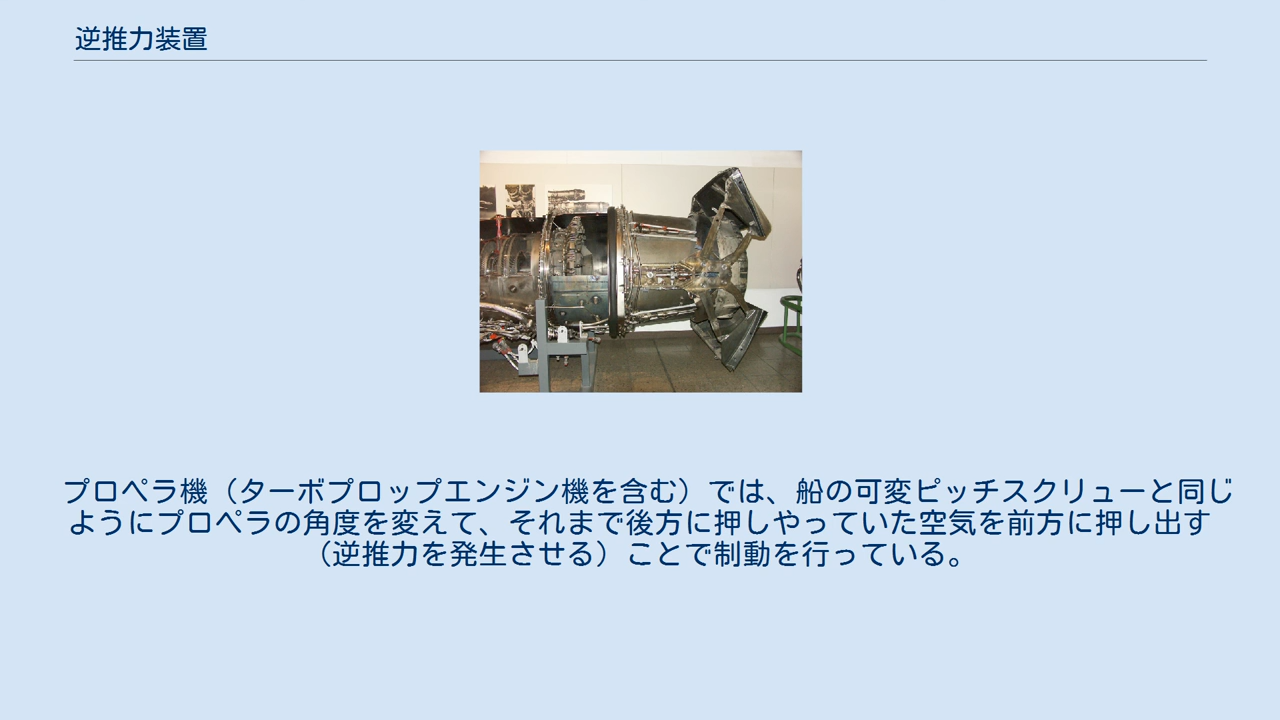 逆推力装置
プロペラ機（ターボプロップエンジン機を含む）では、船の可変ピッチスクリューと同じ
ようにプロペラの角度を変えて、それまで後方に押しやっていた空気を前方に押し出す
（逆推力を発生させる）ことで制動を行っている。